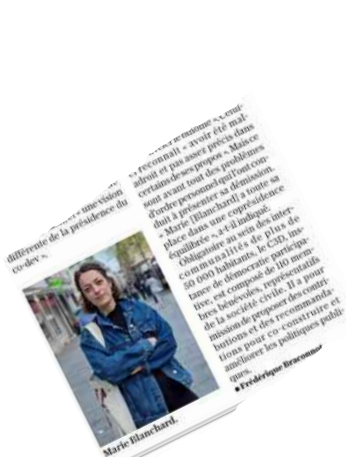 une vision
différente de la présidence du
co-dev ».
Marie Blanchard.
reconnaît « avoir été mal-
adroit et pas assez précis dans
certains de ses propos ». Mais ce
sont avant tout des problèmes
d'ordre personnel qui l'ont con-
duit à présenter sa démission.
« Marie [Blanchard] a toute sa
place dans une coprésidence
équilibrée », a-t-il indiqué.
Obligatoire au sein des inter-
communalités de plus de
50 000 habitants, le C3D, ins-
tance de démocratie participa-
tive, est composé de 110 mem-
bres bénévoles, représentatifs
de la société civile. Il a pour
mission de proposer des contri-
butions et des recommanda-
tions pour co-construire et
améliorer les politiques publi-
ques.
● Frédérique Braconnot